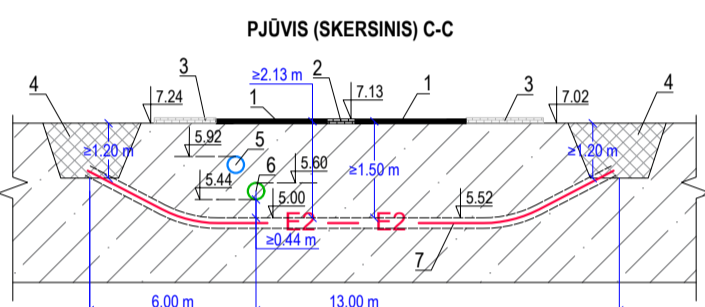 PJŪVIS (SKERSINIS) C-C
4
3
≥2.13 m
2
1
7.24
1
7.13
3
7.02
4
5.92
5
≥1.20 m
≥1.20 m
6
5.60
≥1.50 m
5.44
5.00
5.52
E2
E2
≥0.44 m
7
6.00 m
13.00 m